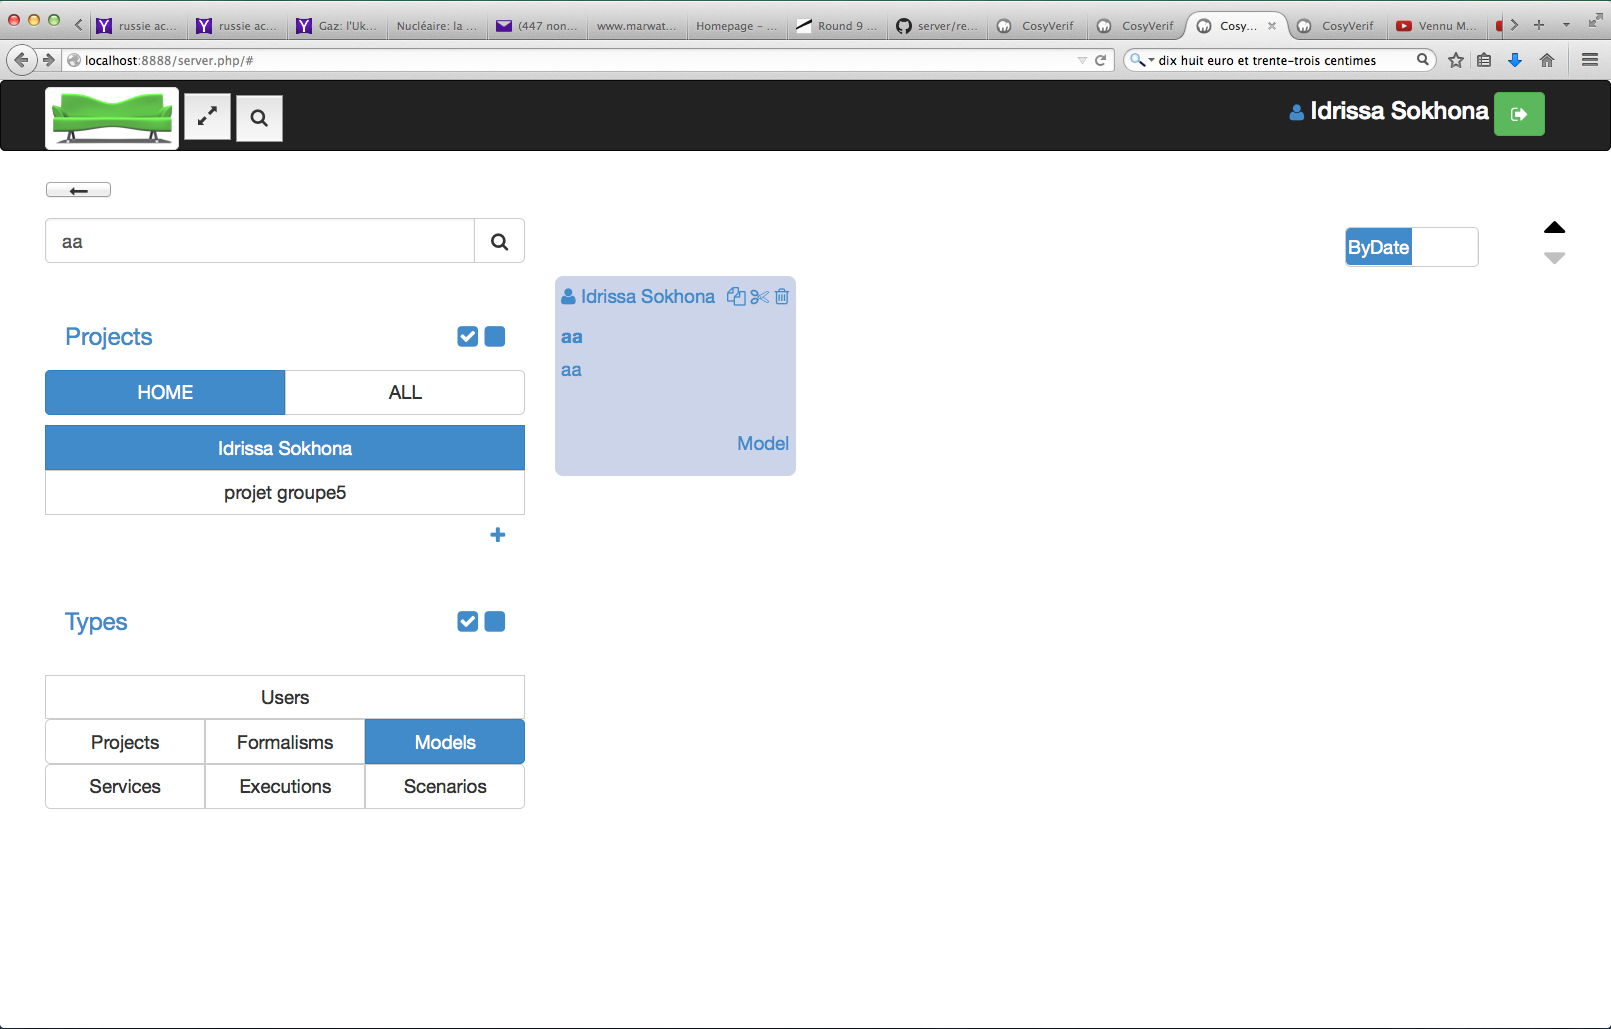 russie ac...
russie ac...
Gaz: l'Uk...
Nucléaire: la ...
(447 non...
www.marwat...
Homepage – ...
Round 9 ...
server/re...
CosyVerif
CosyVerif
Cosy...
CosyVerif
Vennu M...
localhost:8888/server.php/#
dix huit euro et trente-trois centimes
Idrissa Sokhona
aa
ByDate
Idrissa Sokhona
aa
aa
Model
Projects
HOME
ALL
Idrissa Sokhona
projet groupe5
Types
Users
Projects
Formalisms
Models
Services
Executions
Scenarios